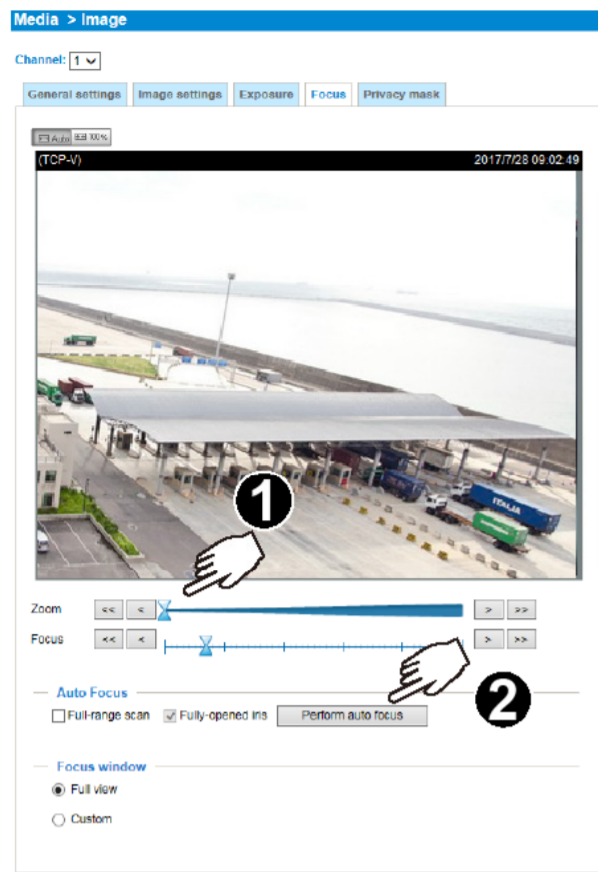 Media > Image
Channel: 1
General settings Image settings Exposure Focus Privacy mask
Auto 100%
(TCP-V) 2017/7/28 09:02:49
ITALIA
1
Zoom << < > >>
Focus << < > >>
2
Auto Focus
Full-range scan Fully-opened iris Perform auto focus
Focus window
Full view
Custom